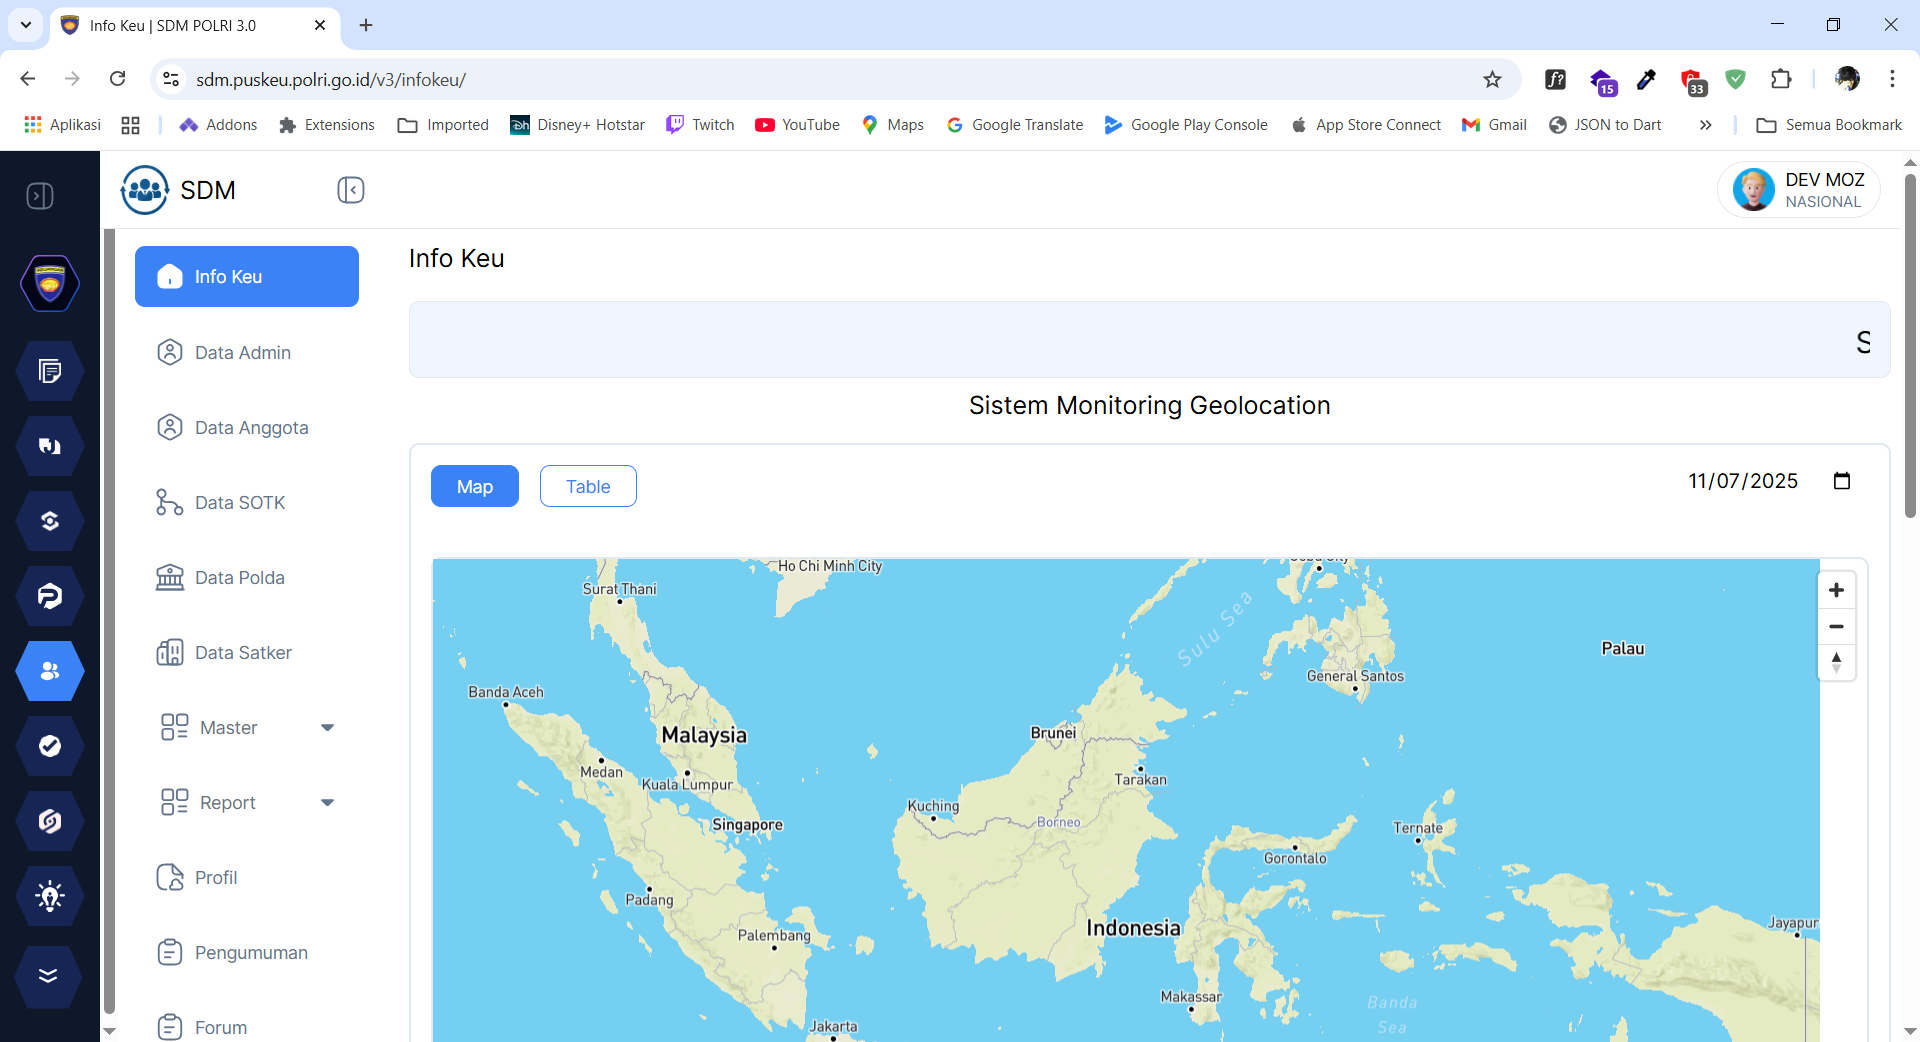 Info Keu | SDM POLRI 3.0
sdm.puskeu.polri.go.id/v3/infokeu/
f?
15
33
Aplikasi
Addons
Extensions
Imported
Disney+ Hotstar
Twitch
YouTube
Maps
Google Translate
Google Play Console
App Store Connect
Gmail
JSON to Dart
Semua Bookmark
SDM
DEV MOZ
NASIONAL
Info Keu
Data Admin
Data Anggota
Data SOTK
Data Polda
Data Satker
Master
Report
Profil
Pengumuman
Forum
Info Keu
S
Sistem Monitoring Geolocation
Map
Table
11/07/2025
Ho Chi Minh City
Cebu City
Surat Thani
Sulu Sea
Palau
General Santos
Banda Aceh
Malaysia
Brunei
Medan
Kuala Lumpur
Tarakan
Kuching
Singapore
Borneo
Ternate
Gorontalo
Padang
Palembang
Indonesia
Jayapur
Makassar
Banda
Sea
Jakarta